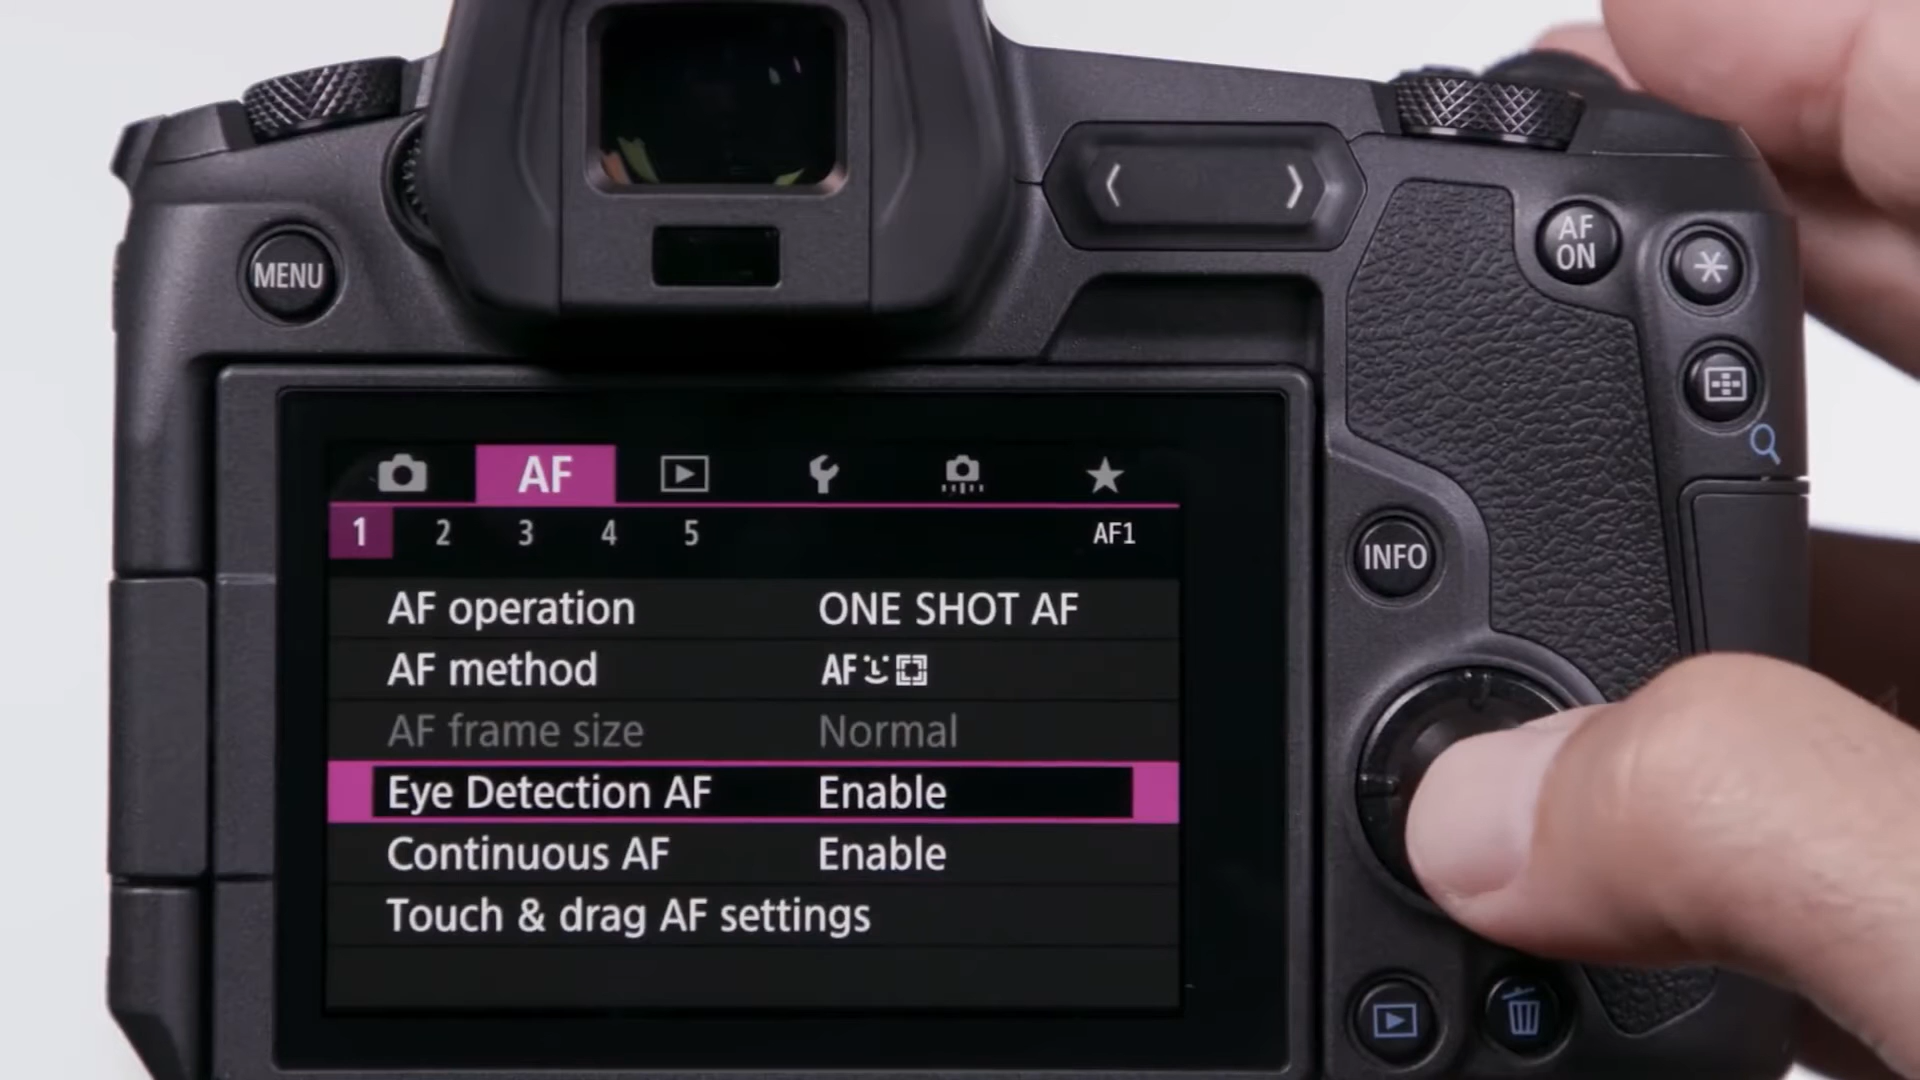 MENU
AF
ON
INFO
AF
1 2 3 4 5 AF1
AF operation ONE SHOT AF
AF method AF
AF frame size Normal
Eye Detection AF Enable
Continuous AF Enable
Touch & drag AF settings